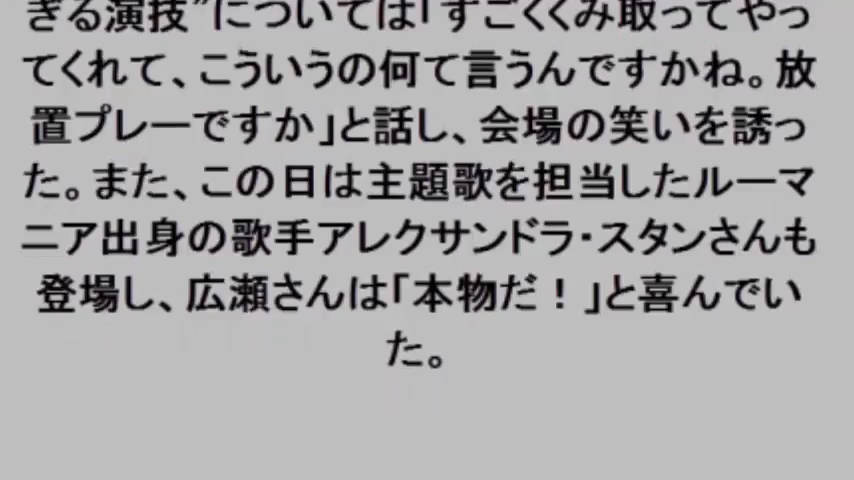 ぎる演技”については「すごくくみ取ってやっ
てくれて、こういうの何て言うんですかね。放
置プレーですか」と話し、会場の笑いを誘っ
た。また、この日は主題歌を担当したルーマ
ニア出身の歌手アレクサンドラ・スタンさんも
登場し、広瀬さんは「本物だ！」と喜んでい
た。